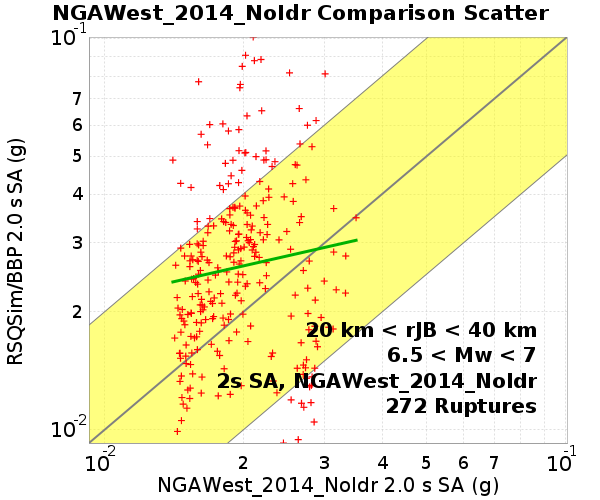 NGAWest_2014_NoIdr Comparison Scatter
10-1
7
6
5
4
3
2
10-2
RSQSim/BBP 2.0 s SA (g)
20 km < rJB < 40 km
6.5 < Mw < 7
2s SA, NGAWest_2014_NoIdr
272 Ruptures
10-2 2 3 4 5 6 7 10-1
NGAWest_2014_NoIdr 2.0 s SA (g)